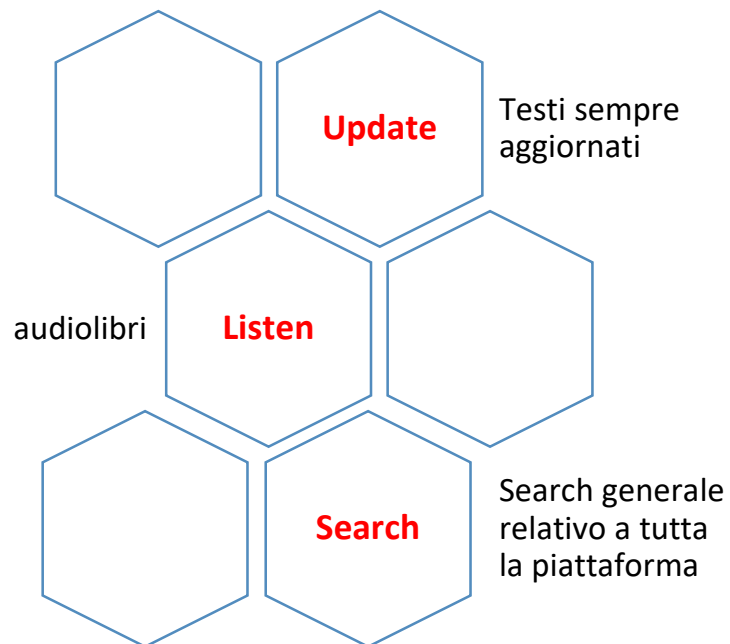 Update
Testi sempre
aggiornati
audiolibri
Listen
Search
Search generale
relativo a tutta
la piattaforma